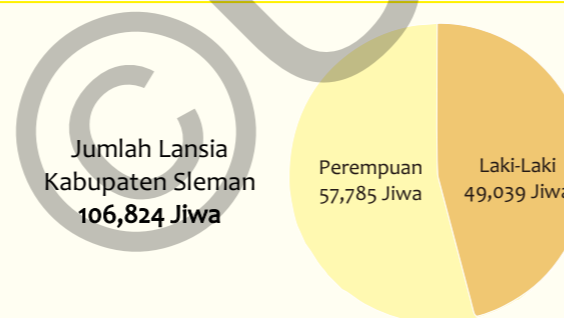 Jumlah Lansia
Kabupaten Sleman
106,824 Jiwa
Perempuan
57,785 Jiwa
Laki-Laki
49,039 Jiwa